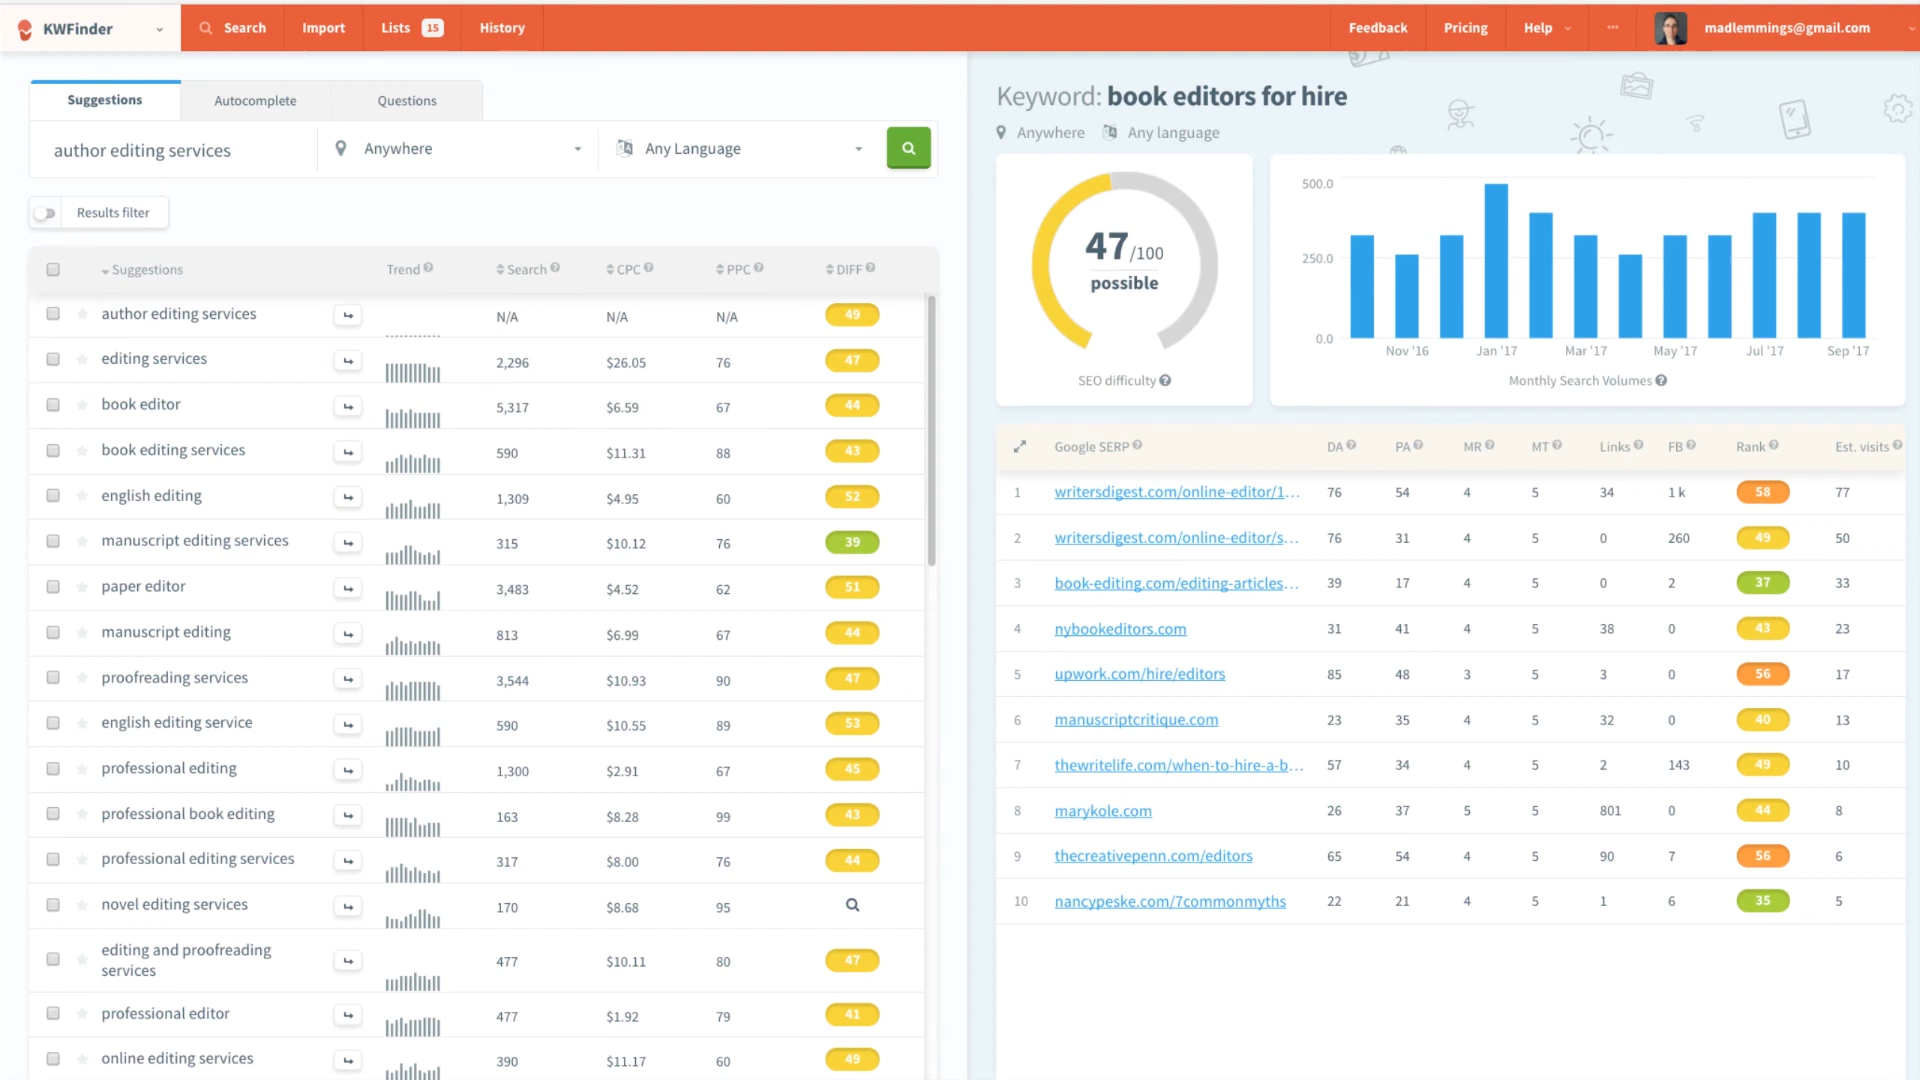 KWFinder Search Import Lists 15 History Feedback Pricing Help ... madlemmings@gmail.com
Suggestions Autocomplete Questions
author editing services Anywhere Any Language
Results filter
Suggestions Trend Search CPC PPC DIFF
author editing services N/A N/A N/A 49
editing services 2,296 $26.05 76 47
book editor 5,317 $6.59 67 44
book editing services 590 $11.31 88 43
english editing 1,309 $4.95 60 52
manuscript editing services 315 $10.12 76 39
paper editor 3,483 $4.52 62 51
manuscript editing 813 $6.99 67 44
proofreading services 3,544 $10.93 90 47
english editing service 590 $10.55 89 53
professional editing 1,300 $2.91 67 45
professional book editing 163 $8.28 99 43
professional editing services 317 $8.00 76 44
novel editing services 170 $8.68 95
editing and proofreading
services 477 $10.11 80 47
professional editor 477 $1.92 79 41
online editing services 390 $11.17 60 49
Keyword: book editors for hire
Anywhere Any language
47/100
possible
SEO difficulty
500.0
250.0
0.0
Nov '16 Jan '17 Mar '17 May '17 Jul '17 Sep '17
Monthly Search Volumes
Google SERP DA PA MR MT Links FB Rank Est. visits
1 writersdigest.com/online-editor/1... 76 54 4 5 34 1 k 58 77
2 writersdigest.com/online-editor/s... 76 31 4 5 0 260 49 50
3 book-editing.com/editing-articles... 39 17 4 5 0 2 37 33
4 nybookeditors.com 31 41 4 5 38 0 43 23
5 upwork.com/hire/editors 85 48 3 5 3 0 56 17
6 manuscriptcritique.com 23 35 4 5 32 0 40 13
7 thewritelife.com/when-to-hire-a-b... 57 34 4 5 2 143 49 10
8 marykole.com 26 37 5 5 801 0 44 8
9 thecreativepenn.com/editors 65 54 4 5 90 7 56 6
10 nancypeske.com/7commonmyths 22 21 4 5 1 6 35 5